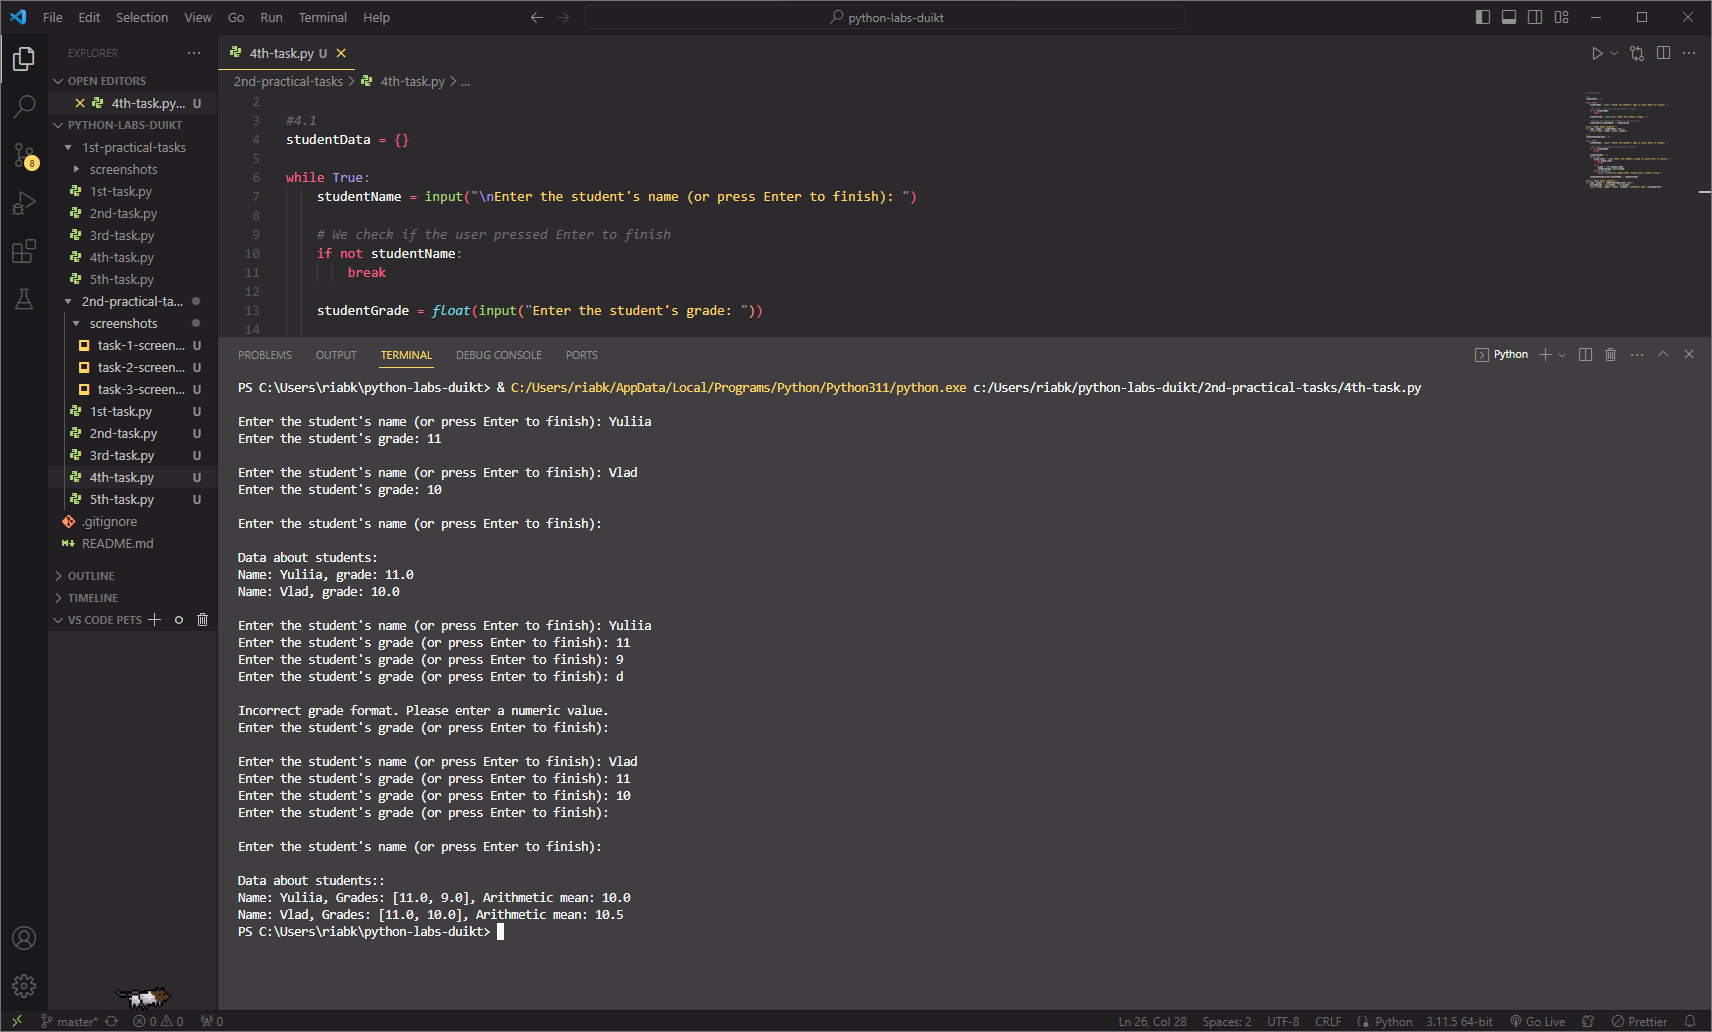 File Edit Selection View Go Run Terminal Help
python-labs-duikt
EXPLORER
OPEN EDITORS
4th-task.py... U
PYTHON-LABS-DUIKT
1st-practical-tasks
screenshots
1st-task.py
2nd-task.py
3rd-task.py
4th-task.py
5th-task.py
2nd-practical-ta...
screenshots
task-1-screen... U
task-2-screen... U
task-3-screen... U
1st-task.py U
2nd-task.py U
3rd-task.py U
4th-task.py U
5th-task.py U
.gitignore
README.md
OUTLINE
TIMELINE
VS CODE PETS
8
4th-task.py U
2nd-practical-tasks > 4th-task.py > ...
2
3 #4.1
4 studentData = {}
5
6 while True:
7 studentName = input("\nEnter the student's name (or press Enter to finish): ")
8
9 # We check if the user pressed Enter to finish
10 if not studentName:
11 break
12
13 studentGrade = float(input("Enter the student's grade: "))
14
PROBLEMS OUTPUT TERMINAL DEBUG CONSOLE PORTS
Python
PS C:\Users\riabk\python-labs-duikt> & C:/Users/riabk/AppData/Local/Programs/Python/Python311/python.exe c:/Users/riabk/python-labs-duikt/2nd-practical-tasks/4th-task.py
Enter the student's name (or press Enter to finish): Yuliia
Enter the student's grade: 11
Enter the student's name (or press Enter to finish): Vlad
Enter the student's grade: 10
Enter the student's name (or press Enter to finish):
Data about students:
Name: Yuliia, grade: 11.0
Name: Vlad, grade: 10.0
Enter the student's name (or press Enter to finish): Yuliia
Enter the student's grade (or press Enter to finish): 11
Enter the student's grade (or press Enter to finish): 9
Enter the student's grade (or press Enter to finish): d
Incorrect grade format. Please enter a numeric value.
Enter the student's grade (or press Enter to finish):
Enter the student's name (or press Enter to finish): Vlad
Enter the student's grade (or press Enter to finish): 11
Enter the student's grade (or press Enter to finish): 10
Enter the student's grade (or press Enter to finish):
Enter the student's name (or press Enter to finish):
Data about students::
Name: Yuliia, Grades: [11.0, 9.0], Arithmetic mean: 10.0
Name: Vlad, Grades: [11.0, 10.0], Arithmetic mean: 10.5
PS C:\Users\riabk\python-labs-duikt>
master* 0 0 0 Ln 26, Col 28 Spaces: 2 UTF-8 CRLF Python 3.11.5 64-bit Go Live Prettier